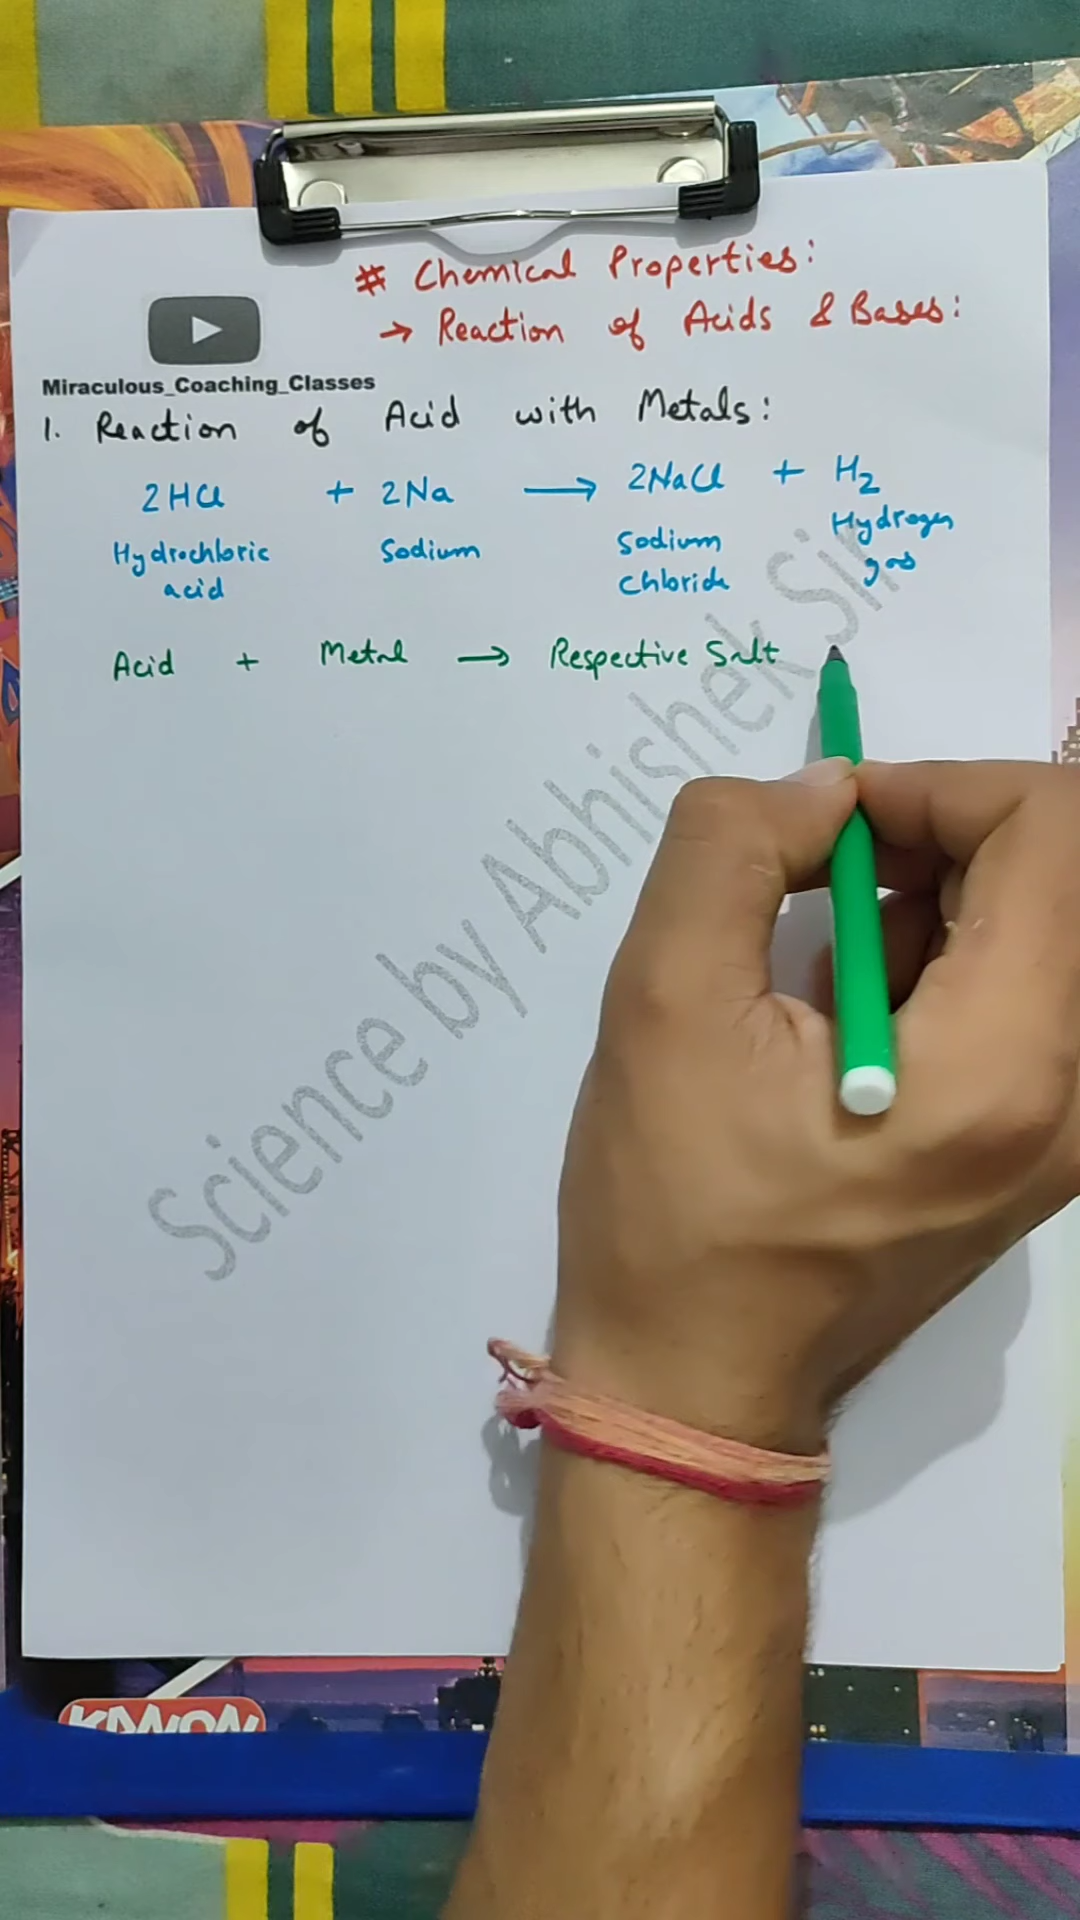 # Chemical Properties:
→ Reaction of Acids & Bases:
Miraculous_Coaching_Classes
1. Reaction of Acid with Metals:
2HCl + 2Na → 2NaCl + H₂
Hydrochloric acid Sodium Sodium Chloride Hydrogen gas
Acid + Metal → Respective Salt
Science by Abhishek Sir
KAWON